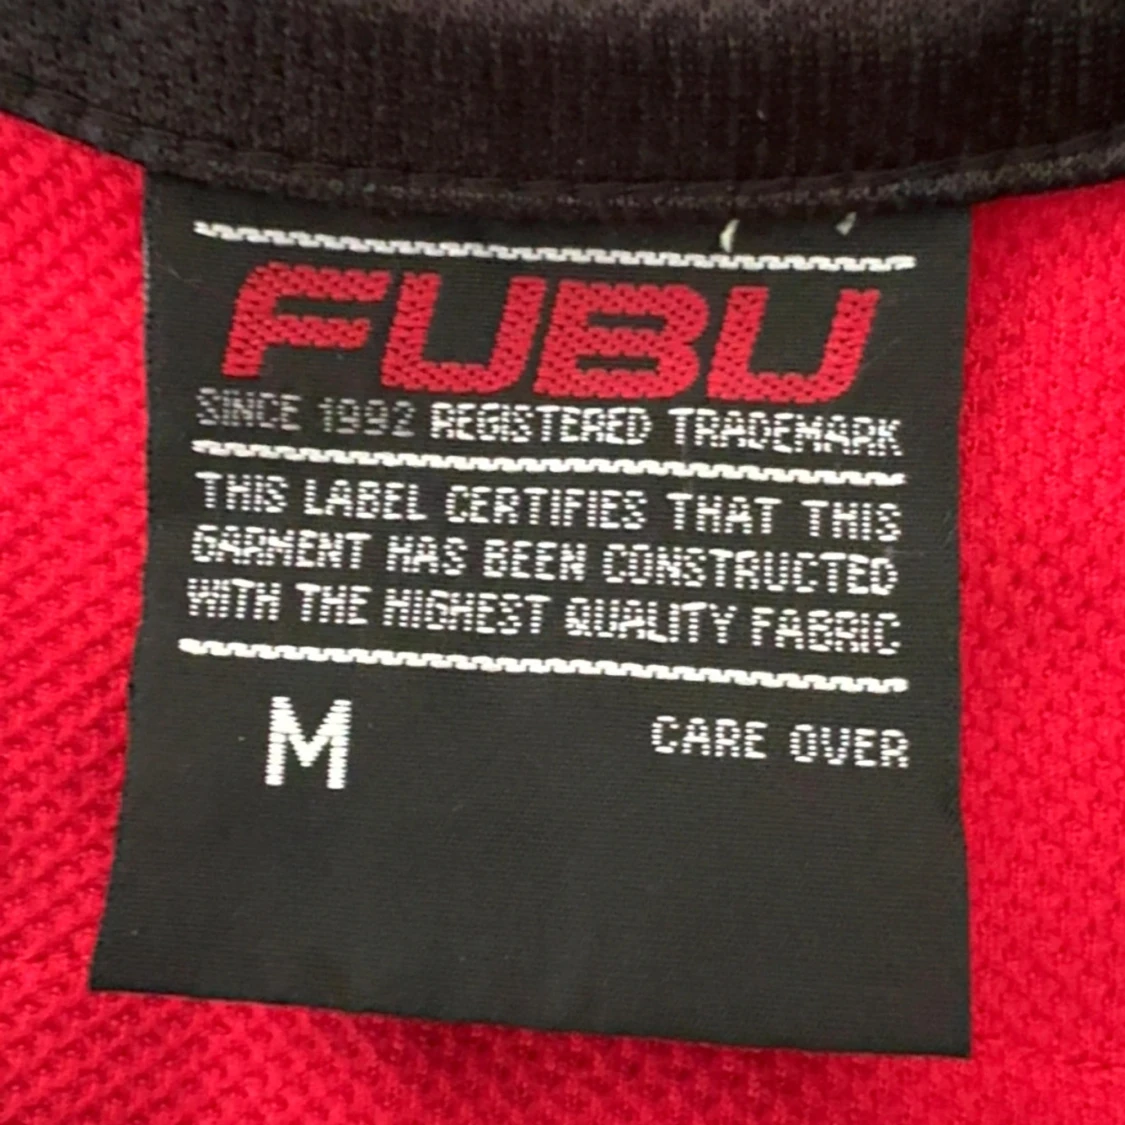 FUBU
SINCE 1992 REGISTERED TRADEMARK
THIS LABEL CERTIFIES THAT THIS
GARMENT HAS BEEN CONSTRUCTED
WITH THE HIGHEST QUALITY FABRIC
M CARE OVER